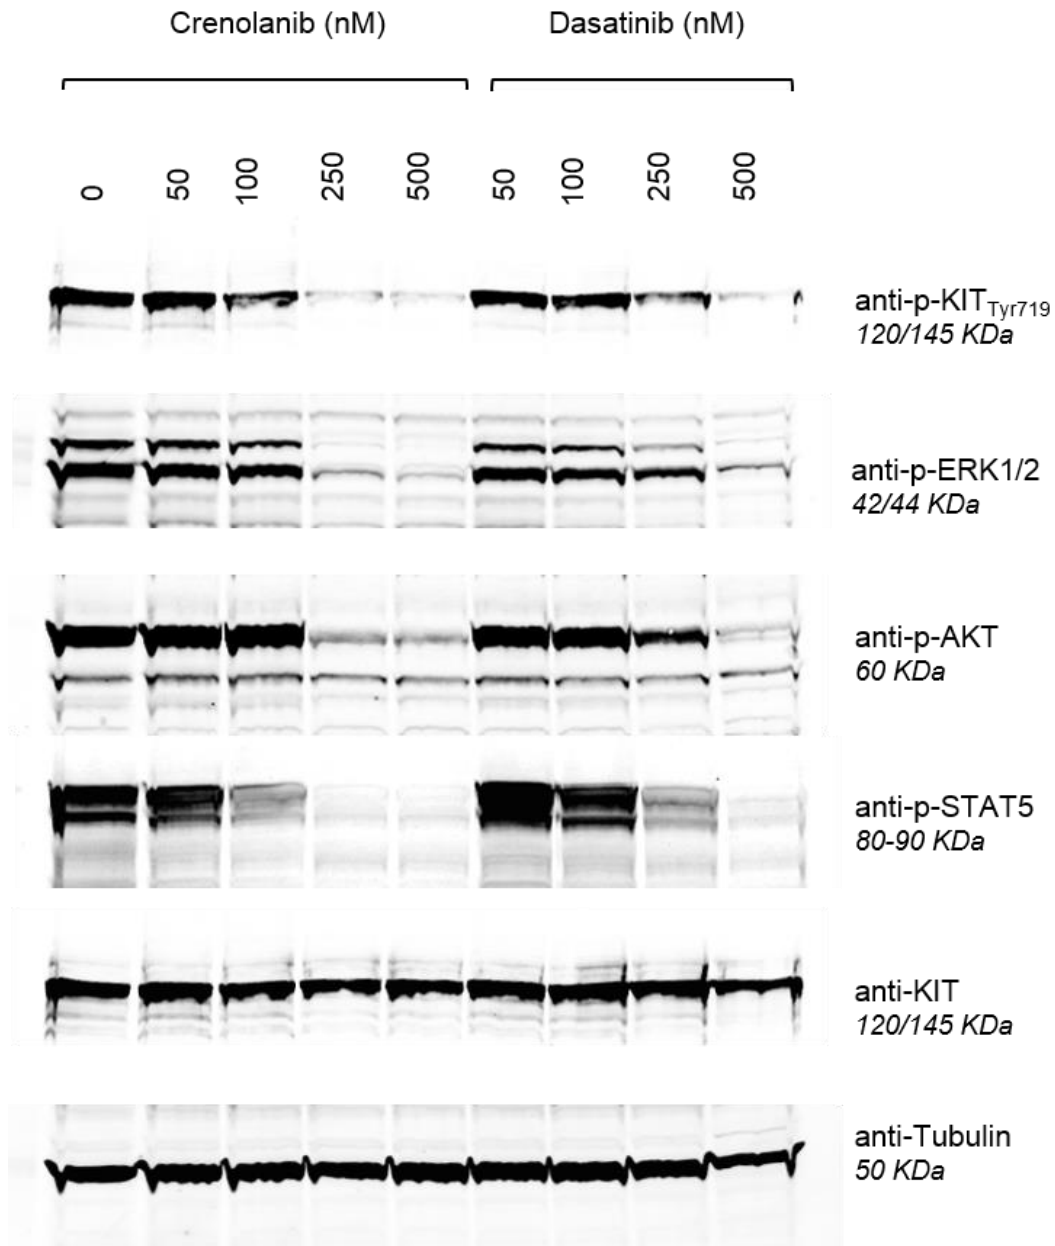 Crenolanib (nM) Dasatinib (nM)
0 50 100 250 500 50 100 250 500
anti-p-KITTyr719
120/145 KDa
anti-p-ERK1/2
42/44 KDa
anti-p-AKT
60 KDa
anti-p-STAT5
80-90 KDa
anti-KIT
120/145 KDa
anti-Tubulin
50 KDa